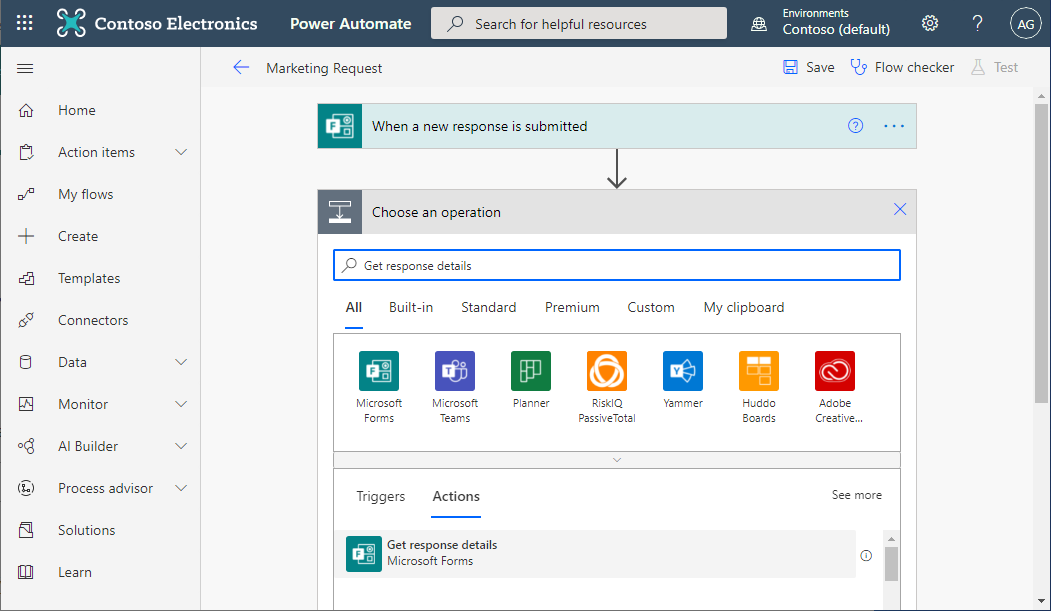 Contoso Electronics
Power Automate
Search for helpful resources
Environments
Contoso (default)
?
AG
Marketing Request
Save
Flow checker
Test
Home
Action items
My flows
Create
Templates
Connectors
Data
Monitor
AI Builder
Process advisor
Solutions
Learn
When a new response is submitted
?
...
Choose an operation
Get response details
All
Built-in
Standard
Premium
Custom
My clipboard
Microsoft
Forms
Microsoft
Teams
Planner
RiskIQ
PassiveTotal
Yammer
Huddo
Boards
Adobe
Creative...
Triggers
Actions
See more
Get response details
Microsoft Forms